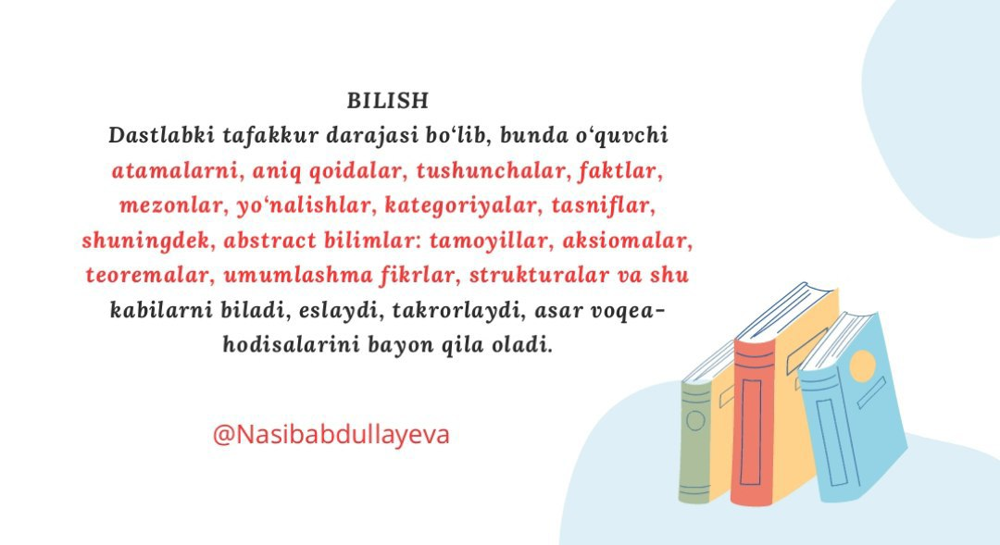 BILISH
Dastlabki tafakkur darajasi bo‘lib, bunda o‘quvchi
atamalarni, aniq qoidalar, tushunchalar, faktlar,
mezonlar, yo‘nalishlar, kategoriyalar, tasniflar,
shuningdek, abstract bilimlar: tamoyillar, aksiomalar,
teoremalar, umumlashma fikrlar, strukturalar va shu
kabilarni biladi, eslaydi, takrorlaydi, asar voqea-
hodisalarini bayon qila oladi.
@Nasibabdullayeva